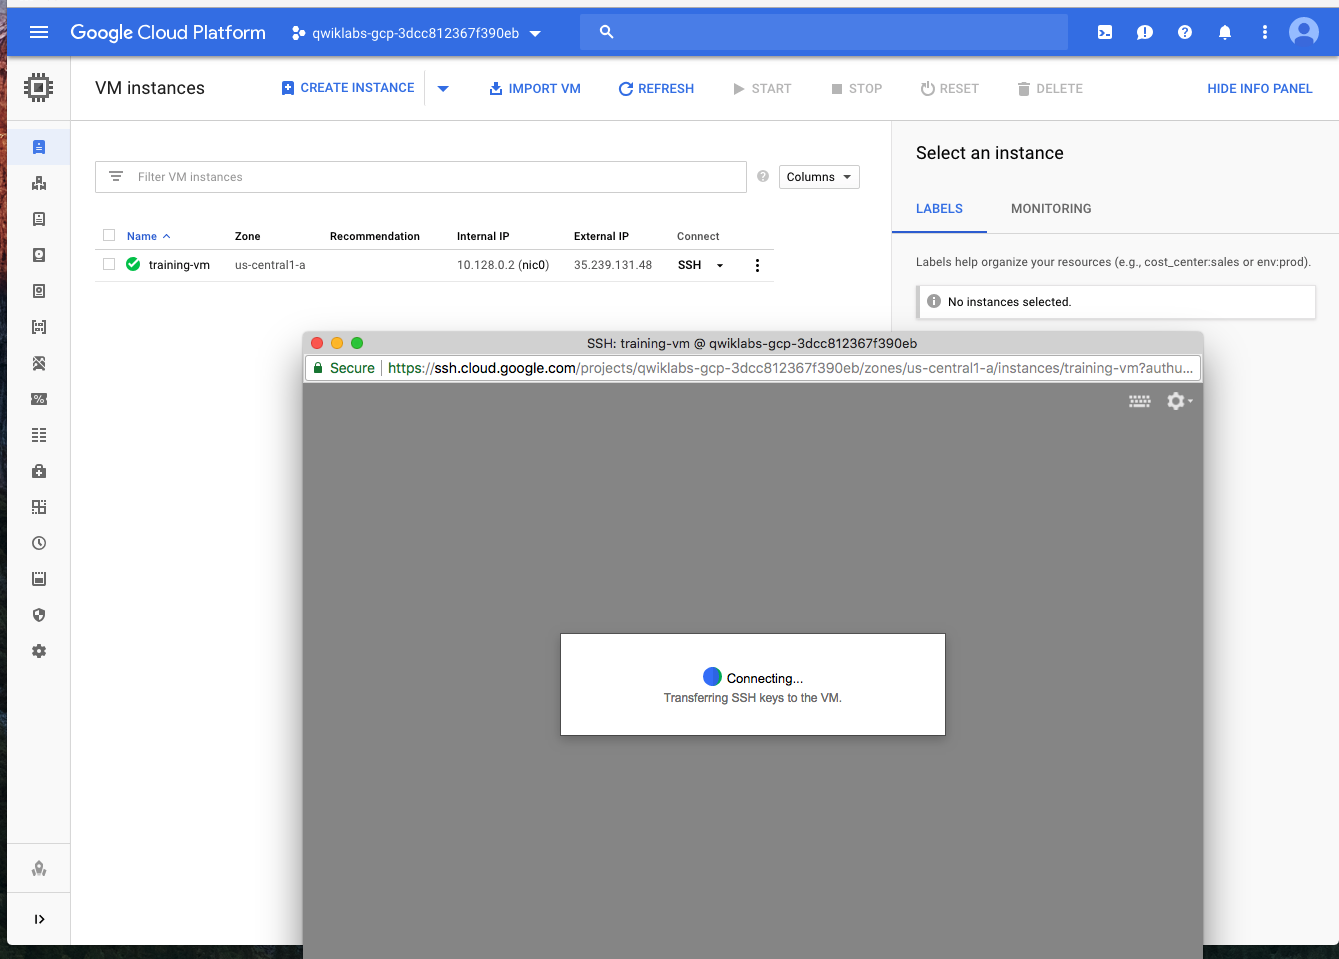 Google Cloud Platform
qwiklabs-gcp-3dcc812367f390eb
VM instances
CREATE INSTANCE
IMPORT VM
REFRESH
START
STOP
RESET
DELETE
HIDE INFO PANEL
Filter VM instances
Columns
Select an instance
LABELS
MONITORING
Name
Zone
Recommendation
Internal IP
External IP
Connect
training-vm
us-central1-a
10.128.0.2 (nic0)
35.239.131.48
SSH
Labels help organize your resources (e.g., cost_center:sales or env:prod).
No instances selected.
SSH: training-vm @ qwiklabs-gcp-3dcc812367f390eb
Secure
https://ssh.cloud.google.com/projects/qwiklabs-gcp-3dcc812367f390eb/zones/us-central1-a/instances/training-vm?authu...
Connecting...
Transferring SSH keys to the VM.